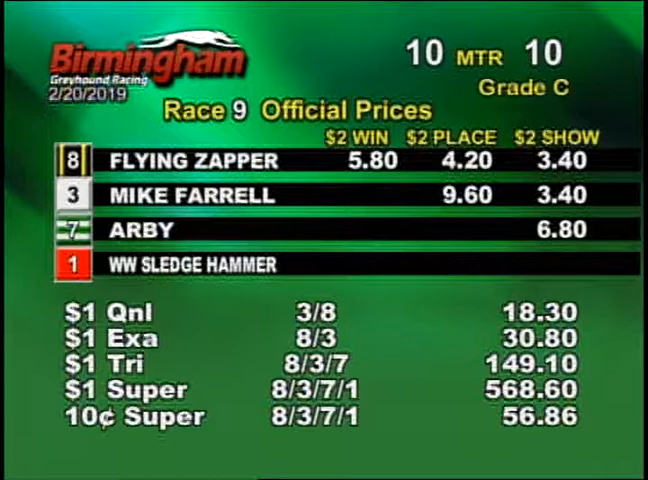 Birmingham
Greyhound Racing
2/20/2019
10 MTR 10
Grade C
Race 9 Official Prices
$2 WIN $2 PLACE $2 SHOW
8 FLYING ZAPPER 5.80 4.20 3.40
3 MIKE FARRELL 9.60 3.40
7 ARBY 6.80
1 WW SLEDGE HAMMER
$1 Qnl 3/8 18.30
$1 Exa 8/3 30.80
$1 Tri 8/3/7 149.10
$1 Super 8/3/7/1 568.60
10¢ Super 8/3/7/1 56.86